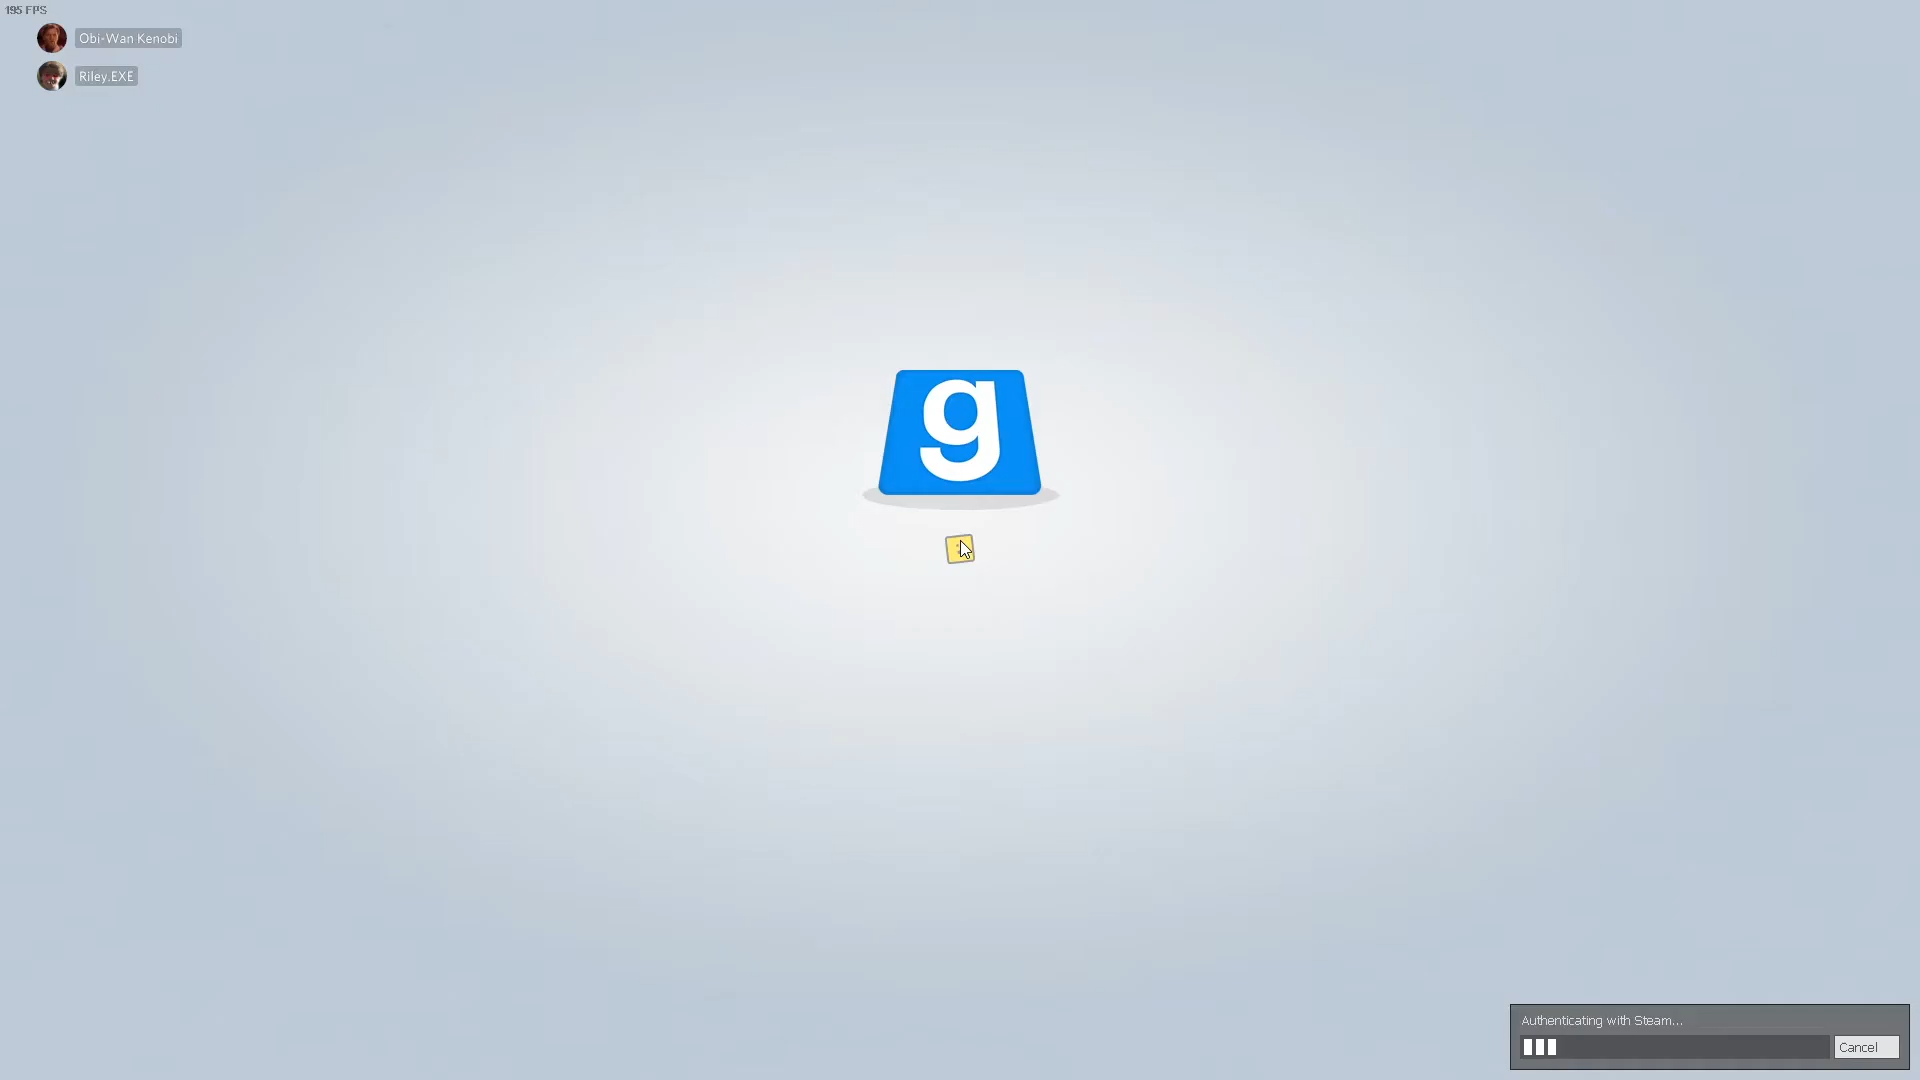 195 FPS
Obi-Wan Kenobi
Riley.EXE
g
Authenticating with Steam...
Cancel